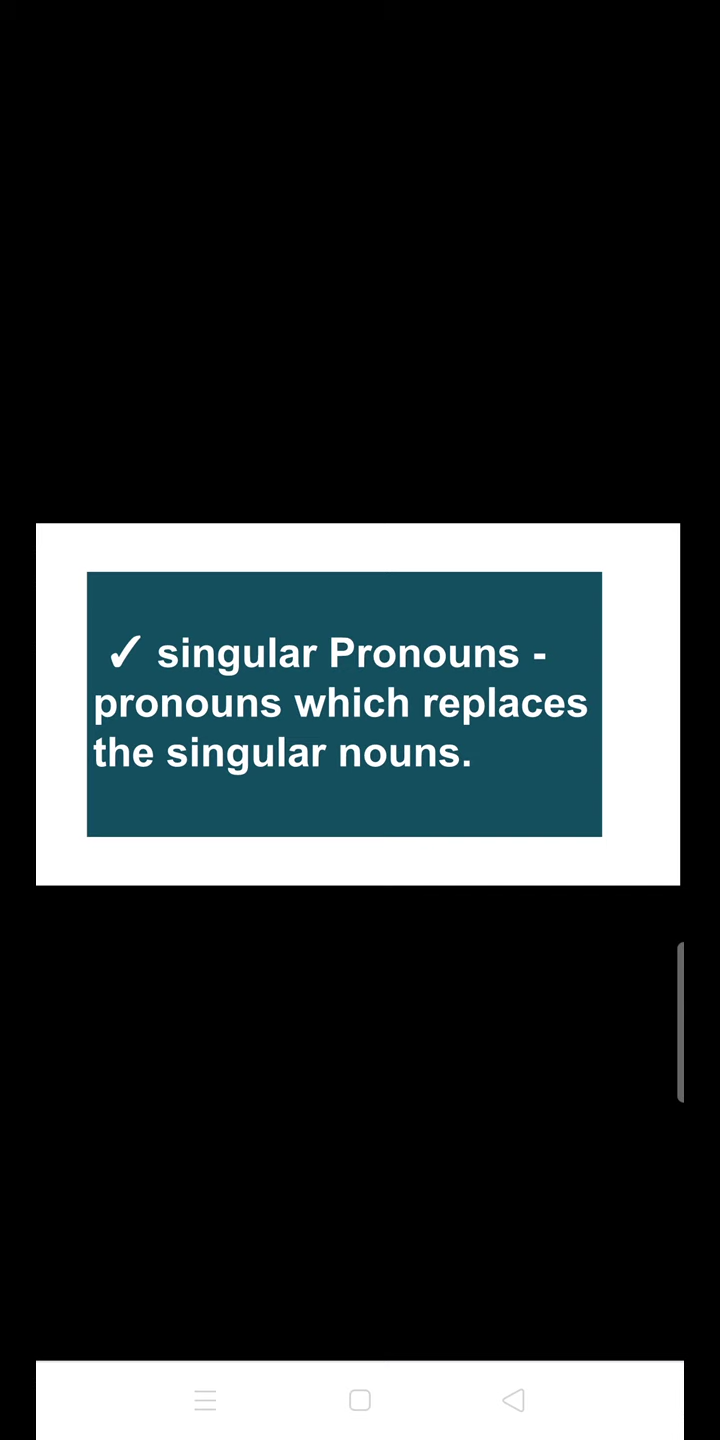 ✓ singular Pronouns -
pronouns which replaces
the singular nouns.